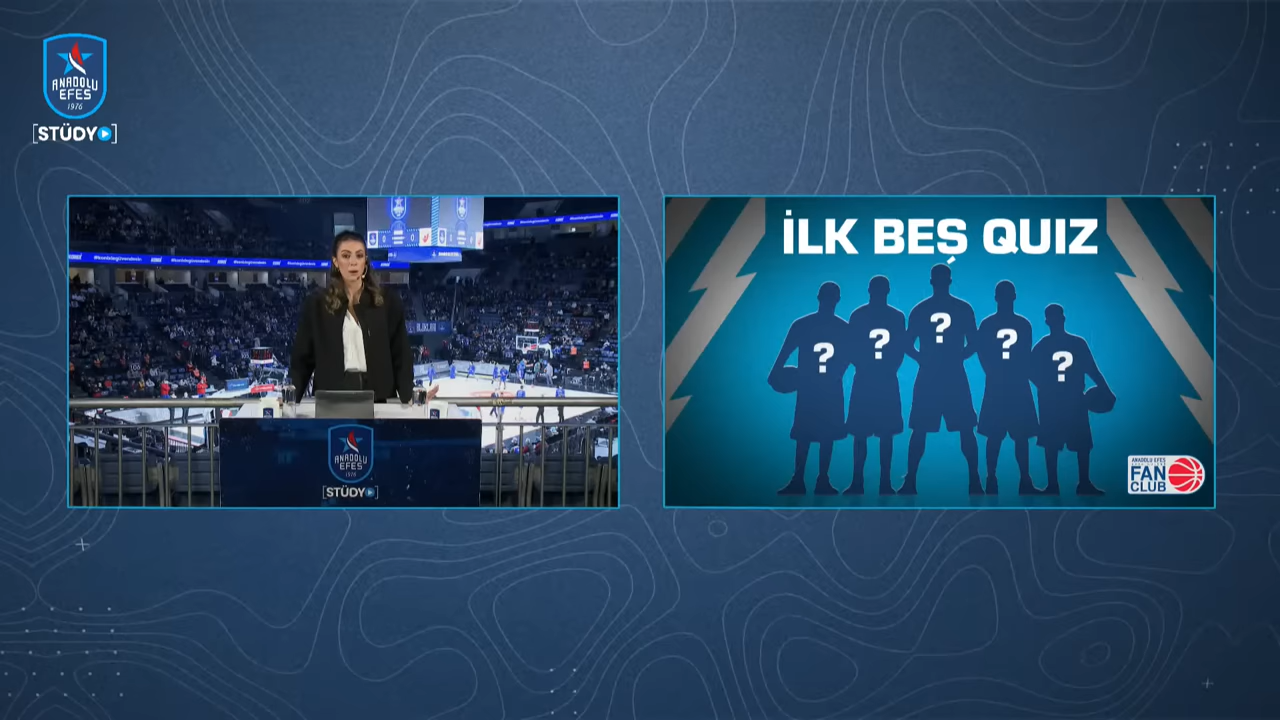 ANADOLU
EFES
1976
[STÜDYO]
ANADOLU
EFES
1976
[STÜDYO]
İLK BEŞ QUIZ
?
?
?
?
?
ANADOLU EFES
FAN
CLUB